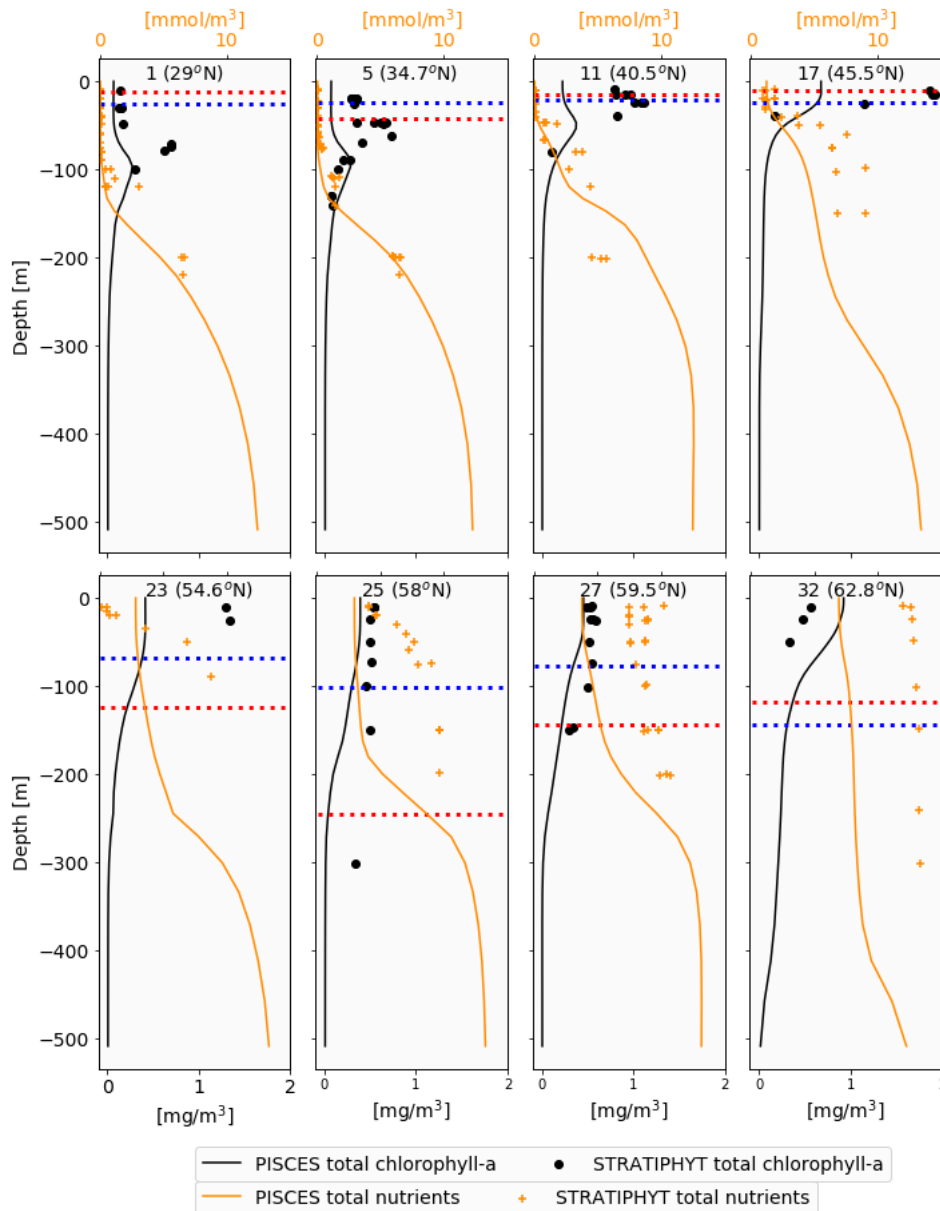 [mmol/m³] [mmol/m³] [mmol/m³] [mmol/m³]
0 10 0 10 0 10 0 10
1 (29°N) 5 (34.7°N) 11 (40.5°N) 17 (45.5°N)
0
−100
−200
−300
−400
−500
Depth [m]
23 (54.6°N) 25 (58°N) 27 (59.5°N) 32 (62.8°N)
0
−100
−200
−300
−400
−500
Depth [m]
0 1 2 0 1 2 0 1 2 0 1
[mg/m³] [mg/m³] [mg/m³] [mg/m³]
PISCES total chlorophyll-a STRATIPHYT total chlorophyll-a
PISCES total nutrients STRATIPHYT total nutrients